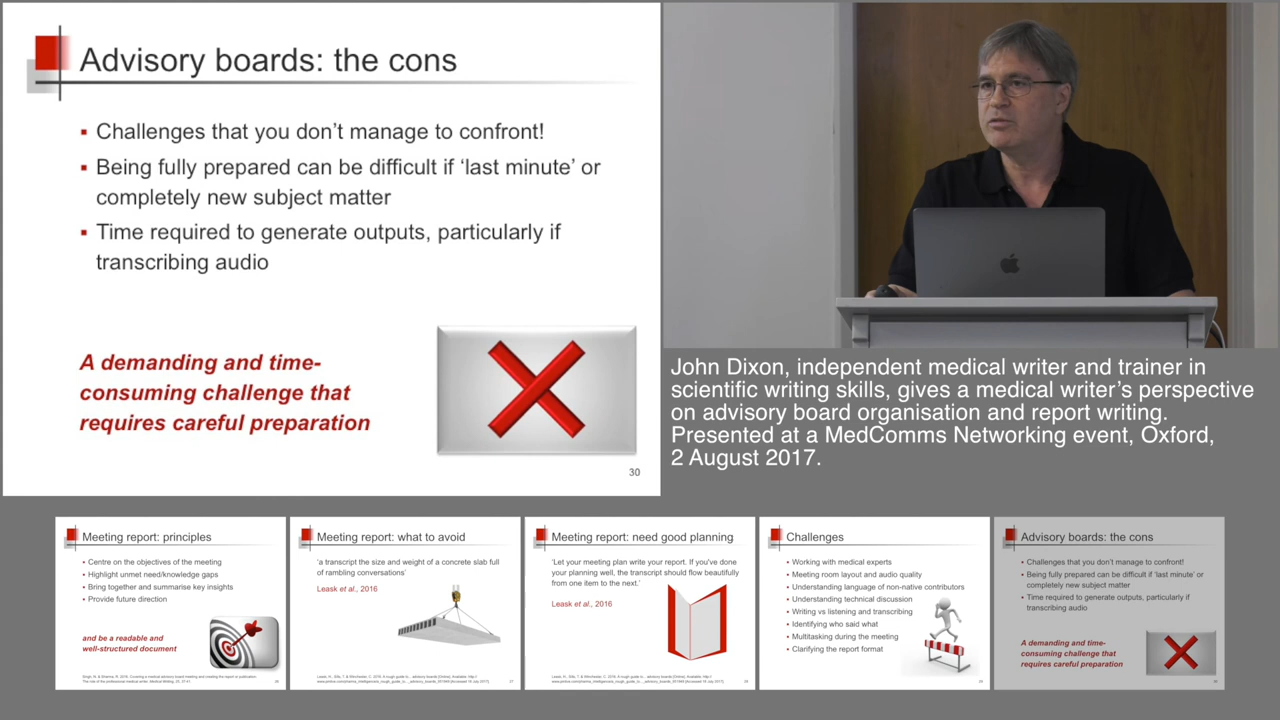 Advisory boards: the cons
▪ Challenges that you don’t manage to confront!
▪ Being fully prepared can be difficult if ‘last minute’ or
completely new subject matter
▪ Time required to generate outputs, particularly if
transcribing audio
A demanding and time-
consuming challenge that
requires careful preparation
30
John Dixon, independent medical writer and trainer in
scientific writing skills, gives a medical writer’s perspective
on advisory board organisation and report writing.
Presented at a MedComms Networking event, Oxford,
2 August 2017.
Meeting report: principles
• Centre on the objectives of the meeting
• Highlight unmet need/knowledge gaps
• Bring together and summarise key insights
• Provide future direction
and be a readable and
well-structured document
Meeting report: what to avoid
‘a transcript the size and weight of a concrete slab full
of rambling conversations’
Leask et al., 2016
Meeting report: need good planning
‘Let your meeting plan write your report. If you've done
your planning well, the transcript should flow beautifully
from one item to the next.’
Leask et al., 2016
Challenges
• Working with medical experts
• Meeting room layout and audio quality
• Understanding language of non-native contributors
• Understanding technical discussion
• Writing vs listening and transcribing
• Identifying who said what
• Multitasking during the meeting
• Clarifying the report format
Advisory boards: the cons
• Challenges that you don’t manage to confront!
• Being fully prepared can be difficult if ‘last minute’ or
completely new subject matter
• Time required to generate outputs, particularly if
transcribing audio
A demanding and time-
consuming challenge that
requires careful preparation